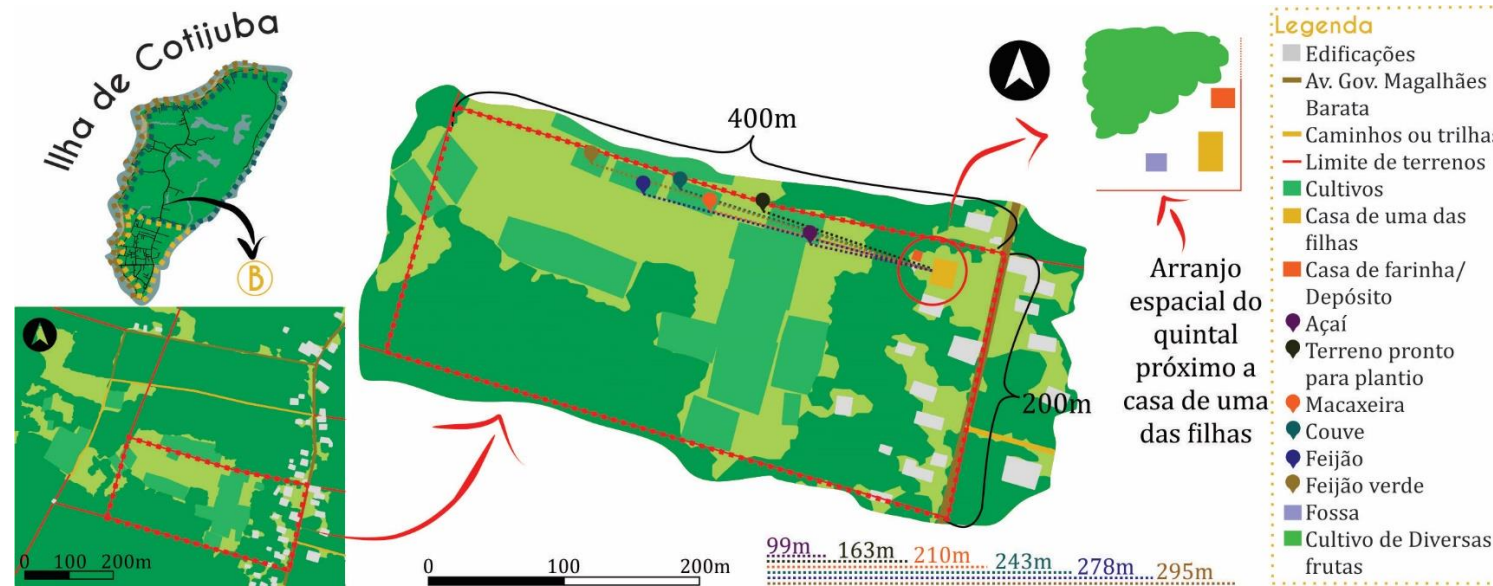 Ilha de Cotijuba
B
0 100 200m
400m
200m
0 100 200m
99m 163m 210m 243m 278m 295m
Arranjo
espacial do
quintal
próximo a
casa de uma
das filhas
Legenda
Edificações
Av. Gov. Magalhães
Barata
Caminhos ou trilhas
Limite de terrenos
Cultivos
Casa de uma das
filhas
Casa de farinha/
Depósito
Açaí
Terreno pronto
para plantio
Macaxeira
Couve
Feijão
Feijão verde
Fossa
Cultivo de Diversas
frutas